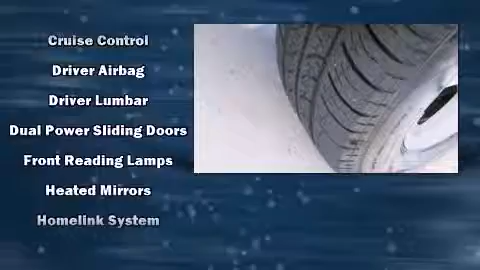 Cruise Control
Driver Airbag
Driver Lumbar
Dual Power Sliding Doors
Front Reading Lamps
Heated Mirrors
Homelink System